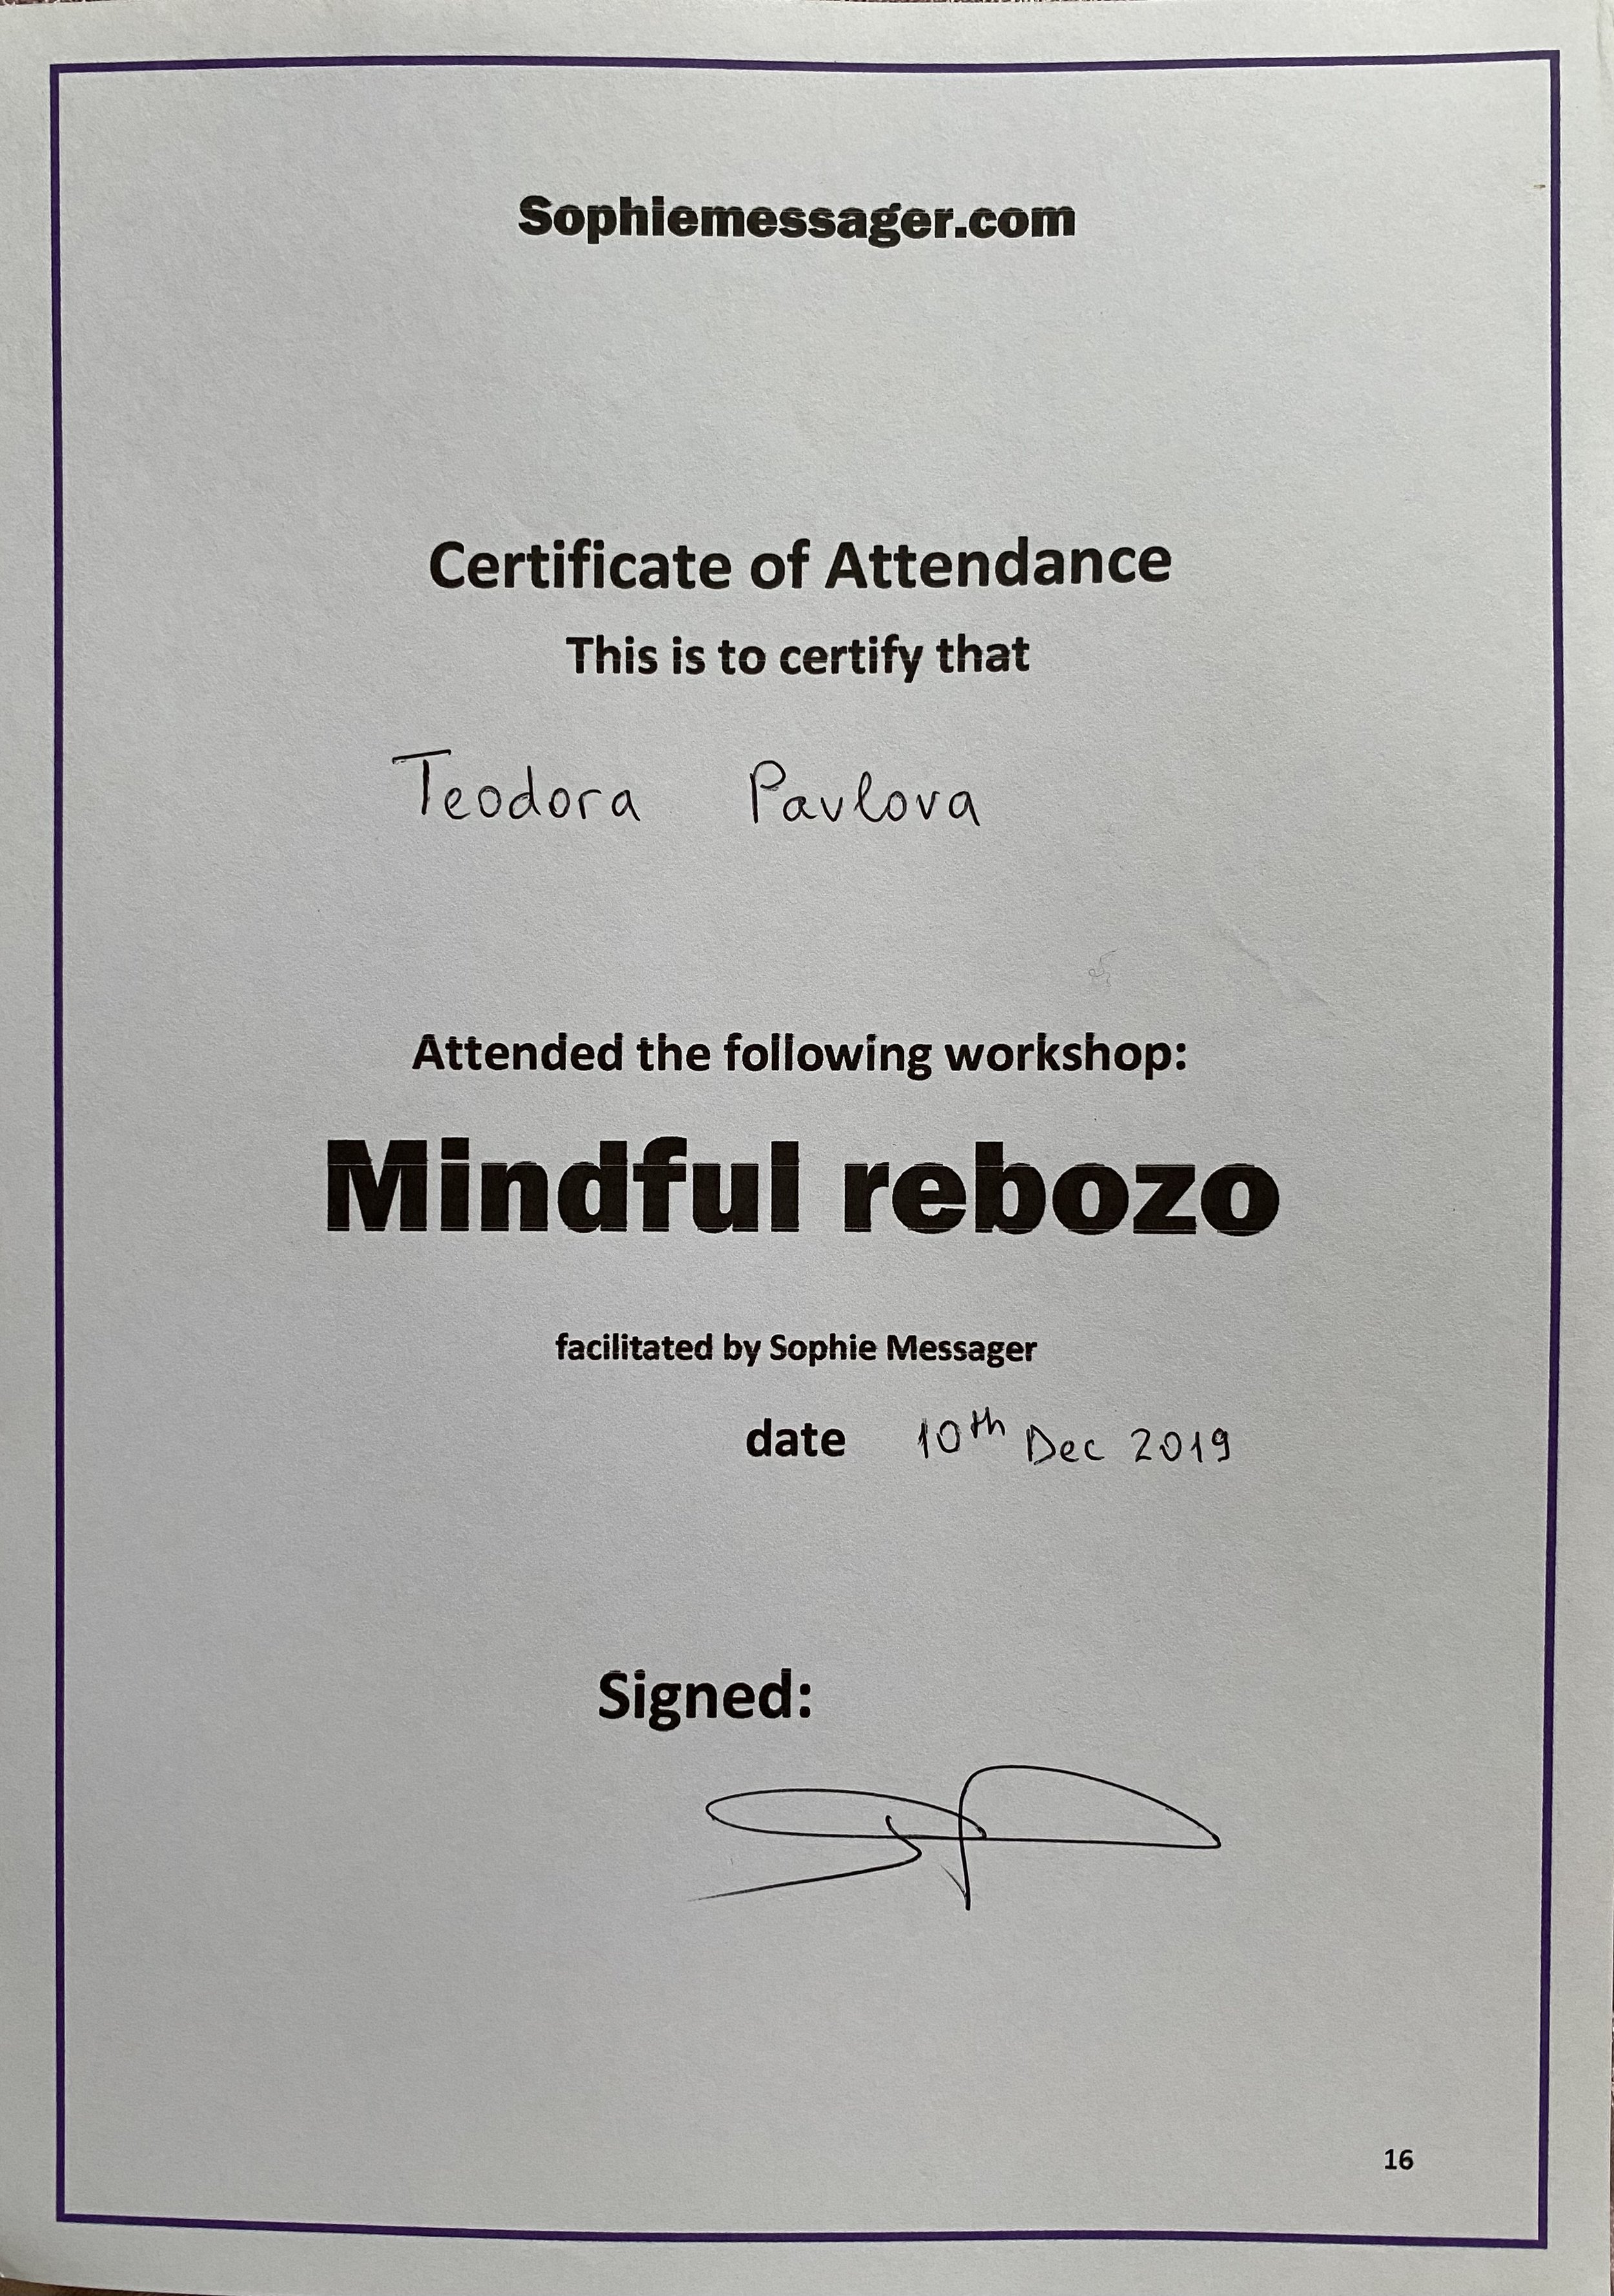 Sophiemessager.com
Certificate of Attendance
This is to certify that
Teodora Pavlova
Attended the following workshop:
Mindful rebozo
facilitated by Sophie Messager
date 10th Dec 2019
Signed:
16